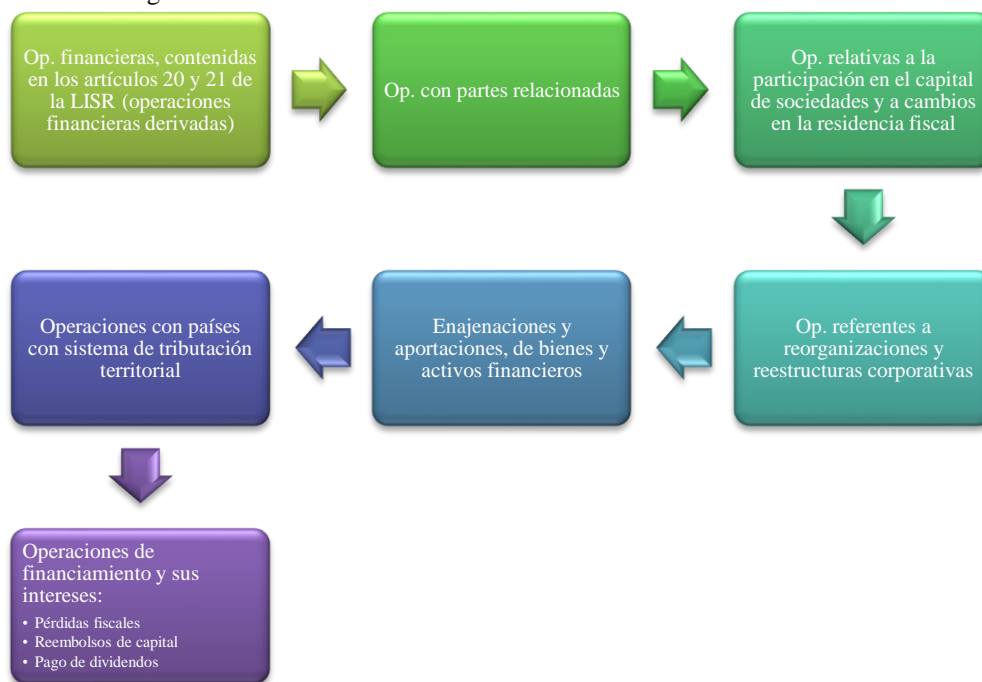 Op. financieras, contenidas
en los artículos 20 y 21 de
la LISR (operaciones
financieras derivadas)
Op. con partes relacionadas
Op. relativas a la
participación en el capital
de sociedades y a cambios
en la residencia fiscal
Op. referentes a
reorganizaciones y
reestructuras corporativas
Enajenaciones y
aportaciones, de bienes y
activos financieros
Operaciones con países
con sistema de tributación
territorial
Operaciones de
financiamiento y sus
intereses:
• Pérdidas fiscales
• Reembolsos de capital
• Pago de dividendos